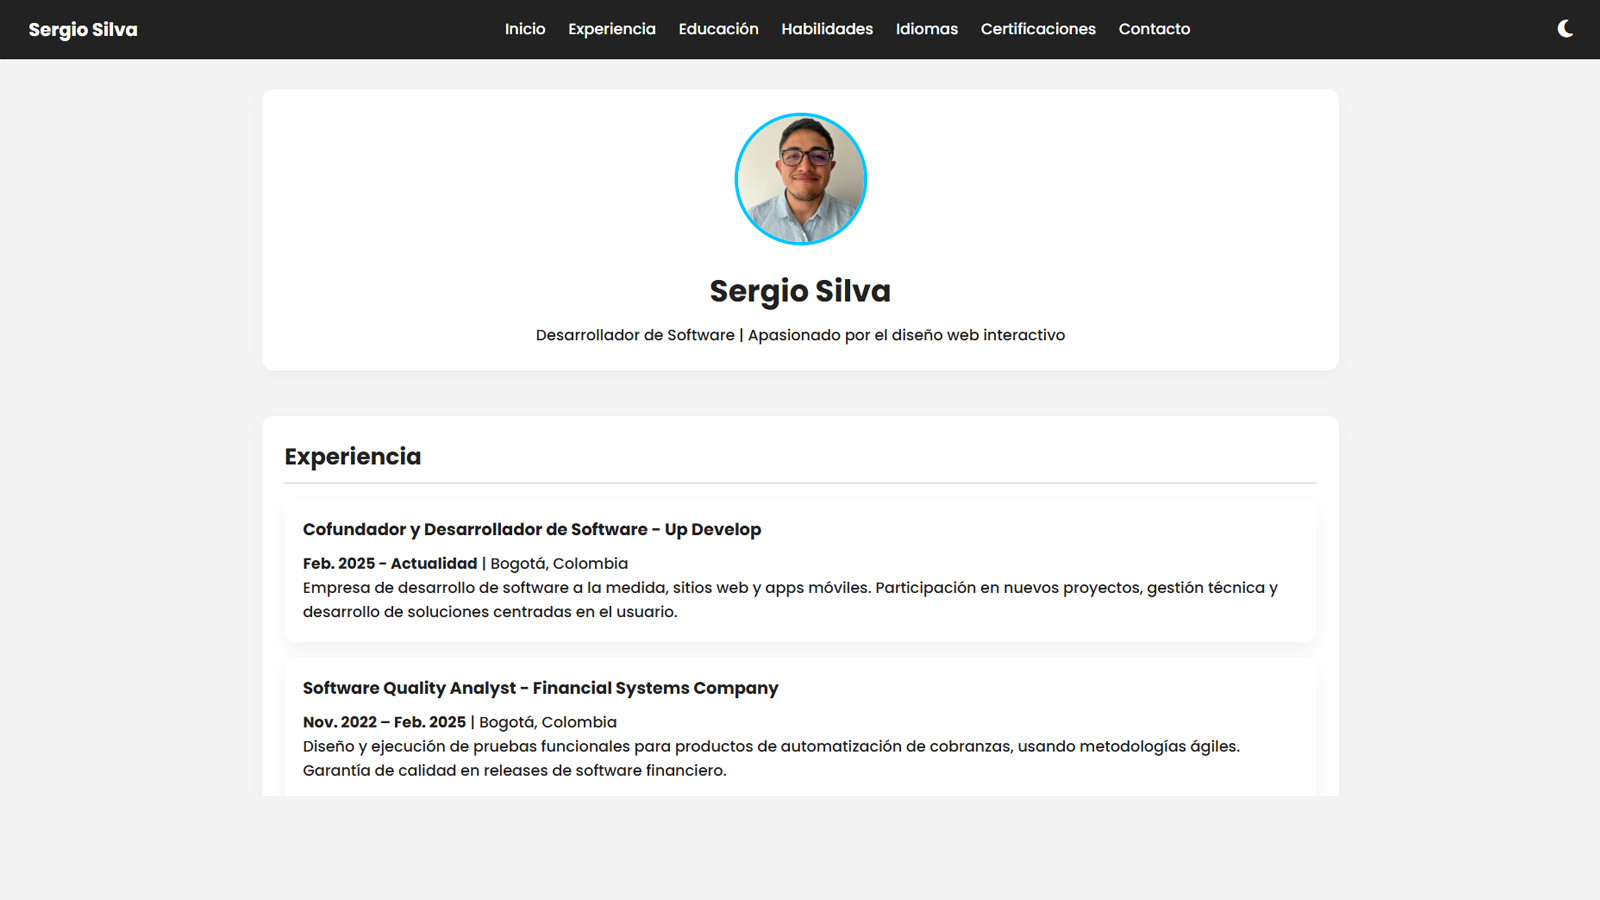 Sergio Silva
Inicio Experiencia Educación Habilidades Idiomas Certificaciones Contacto
Sergio Silva
Desarrollador de Software | Apasionado por el diseño web interactivo
Experiencia
Cofundador y Desarrollador de Software - Up Develop
Feb. 2025 - Actualidad | Bogotá, Colombia
Empresa de desarrollo de software a la medida, sitios web y apps móviles. Participación en nuevos proyectos, gestión técnica y
desarrollo de soluciones centradas en el usuario.
Software Quality Analyst - Financial Systems Company
Nov. 2022 – Feb. 2025 | Bogotá, Colombia
Diseño y ejecución de pruebas funcionales para productos de automatización de cobranzas, usando metodologías ágiles.
Garantía de calidad en releases de software financiero.